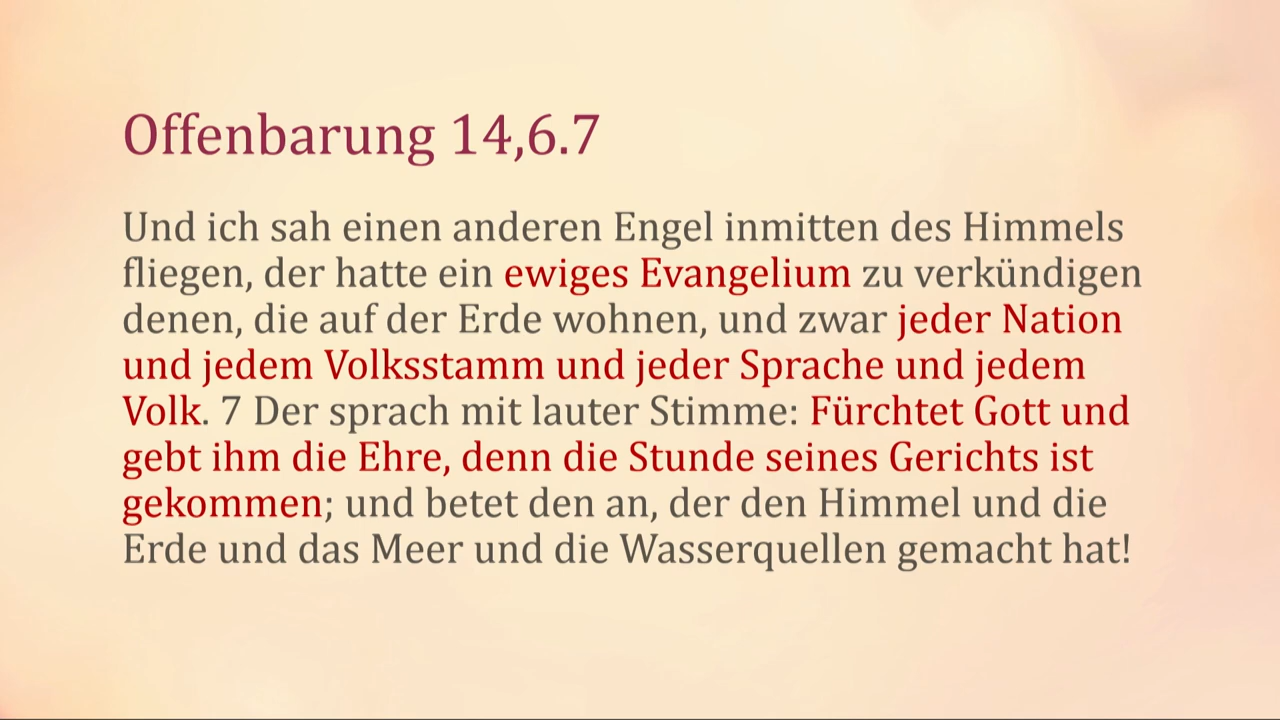 Offenbarung 14,6.7
Und ich sah einen anderen Engel inmitten des Himmels
fliegen, der hatte ein ewiges Evangelium zu verkündigen
denen, die auf der Erde wohnen, und zwar jeder Nation
und jedem Volksstamm und jeder Sprache und jedem
Volk. 7 Der sprach mit lauter Stimme: Fürchtet Gott und
gebt ihm die Ehre, denn die Stunde seines Gerichts ist
gekommen; und betet den an, der den Himmel und die
Erde und das Meer und die Wasserquellen gemacht hat!